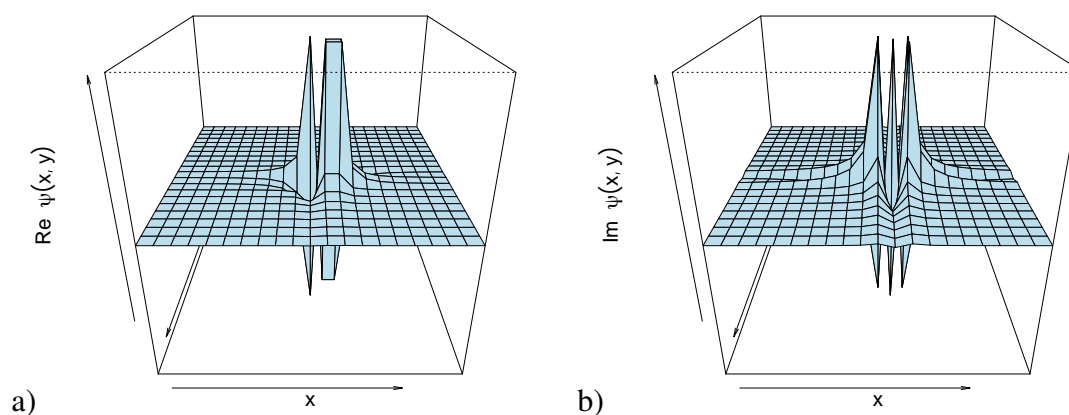 Re ψ(x, y)
x
a)
Im ψ(x, y)
x
b)